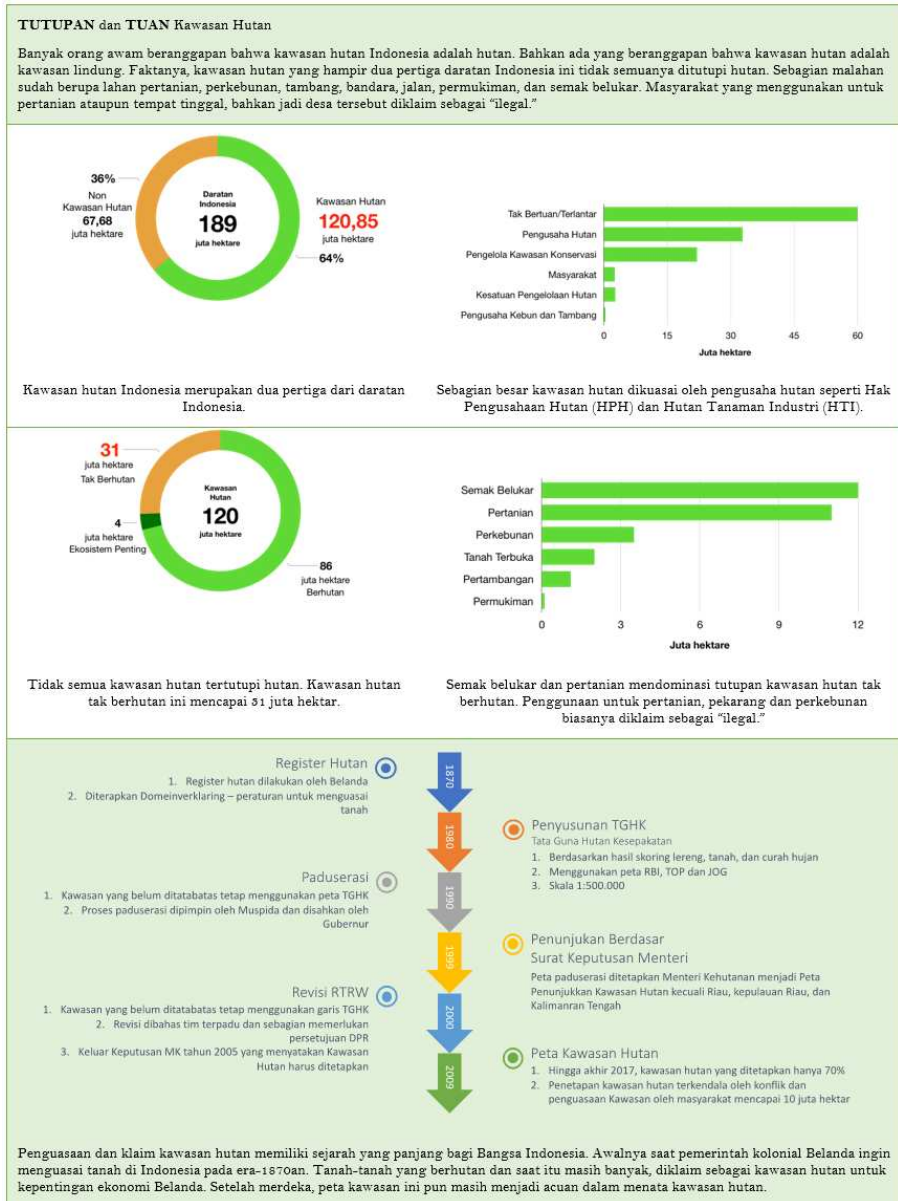 TUTUPAN dan TUAN Kawasan Hutan
Banyak orang awam beranggapan bahwa kawasan hutan Indonesia adalah hutan. Bahkan ada yang beranggapan bahwa kawasan hutan adalah
kawasan lindung. Faktanya, kawasan hutan yang hampir dua pertiga daratan Indonesia ini tidak semuanya ditutupi hutan. Sebagian malahan
sudah berupa lahan pertanian, perkebunan, tambang, bandara, jalan, permukiman, dan semak belukar. Masyarakat yang menggunakan untuk
pertanian ataupun tempat tinggal, bahkan jadi desa tersebut diklaim sebagai “ilegal.”
36%
Non
Kawasan Hutan
67,68
juta hektare
Daratan
Indonesia
189
juta hektare
Kawasan Hutan
120,85
juta hektare
64%
Kawasan hutan Indonesia merupakan dua pertiga dari daratan
Indonesia.
Tak Bertuan/Terlantar
Pengusaha Hutan
Pengelola Kawasan Konservasi
Masyarakat
Kesatuan Pengelolaan Hutan
Pengusaha Kebun dan Tambang
0 15 30 45 60
Juta hektare
Sebagian besar kawasan hutan dikuasai oleh pengusaha hutan seperti Hak
Pengusahaan Hutan (HPH) dan Hutan Tanaman Industri (HTI).
31
juta hektare
Tak Berhutan
4
juta hektare
Ekosistem Penting
Kawasan
Hutan
120
juta hektare
86
juta hektare
Berhutan
Tidak semua kawasan hutan tertutupi hutan. Kawasan hutan
tak berhutan ini mencapai 31 juta hektar.
Semak Belukar
Pertanian
Perkebunan
Tanah Terbuka
Pertambangan
Permukiman
0 3 6 9 12
Juta hektare
Semak belukar dan pertanian mendominasi tutupan kawasan hutan tak
berhutan. Penggunaan untuk pertanian, pekarang dan perkebunan
biasanya diklaim sebagai “ilegal.”
Register Hutan
1. Register hutan dilakukan oleh Belanda
2. Diterapkan Domeinverklaring – peraturan untuk menguasai
tanah
1870
1980
Penyusunan TGHK
Tata Guna Hutan Kesepakatan
1. Berdasarkan hasil skoring lereng, tanah, dan curah hujan
2. Menggunakan peta RBI, TOP dan JOG
3. Skala 1:500.000
Paduserasi
1. Kawasan yang belum ditatabatas tetap menggunakan peta TGHK
2. Proses paduserasi dipimpin oleh Muspida dan disahkan oleh
Gubernur
1990
1999
Penunjukan Berdasar
Surat Keputusan Menteri
Peta paduserasi ditetapkan Menteri Kehutanan menjadi Peta
Penunjukkan Kawasan Hutan kecuali Riau, kepulauan Riau, dan
Kalimanran Tengah
Revisi RTRW
1. Kawasan yang belum ditatabatas tetap menggunakan garis TGHK
2. Revisi dibahas tim terpadu dan sebagian memerlukan
persetujuan DPR
3. Keluar Keputusan MK tahun 2005 yang menyatakan Kawasan
Hutan harus ditetapkan
2000
2009
Peta Kawasan Hutan
1. Hingga akhir 2017, kawasan hutan yang ditetapkan hanya 70%
2. Penetapan kawasan hutan terkendala oleh konflik dan
penguasaan Kawasan oleh masyarakat mencapai 10 juta hektar
Penguasaan dan klaim kawasan hutan memiliki sejarah yang panjang bagi Bangsa Indonesia. Awalnya saat pemerintah kolonial Belanda ingin
menguasai tanah di Indonesia pada era-1870an. Tanah-tanah yang berhutan dan saat itu masih banyak, diklaim sebagai kawasan hutan untuk
kepentingan ekonomi Belanda. Setelah merdeka, peta kawasan ini pun masih menjadi acuan dalam menata kawasan hutan.